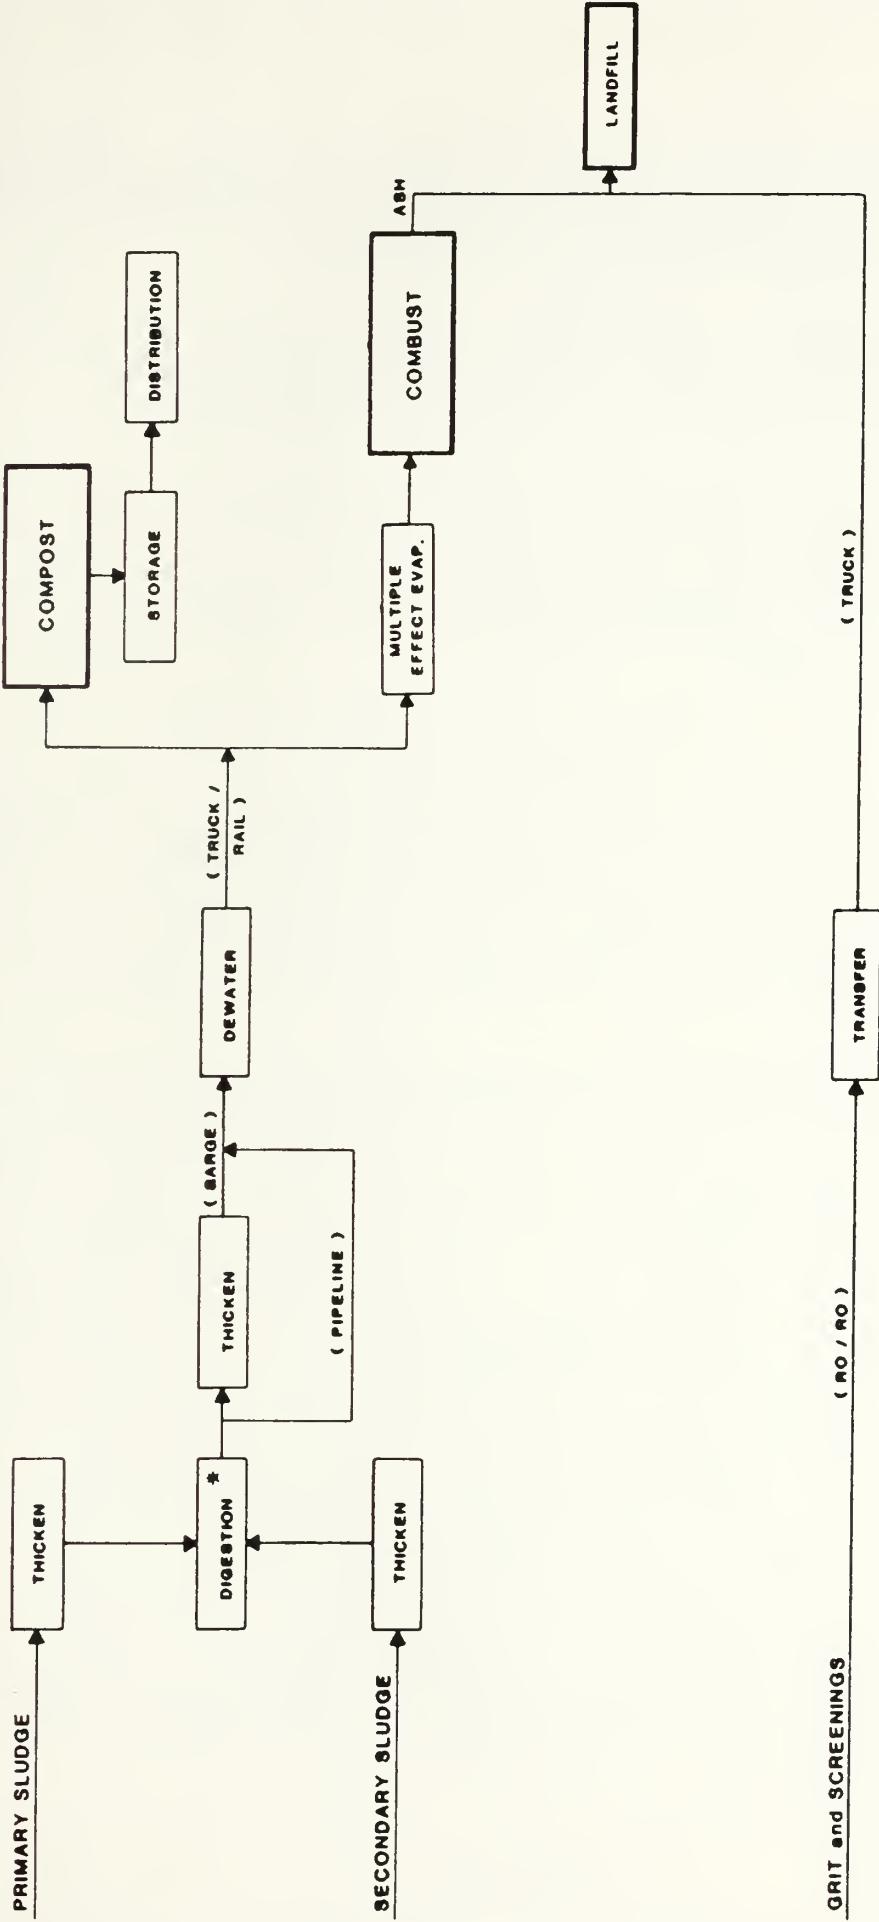 PRIMARY SLUDGE
THICKEN
SECONDARY SLUDGE
THICKEN
DIGESTION *
THICKEN
( PIPELINE )
( BARGE )
DEWATER
( TRUCK /
RAIL )
COMPOST
STORAGE
DISTRIBUTION
MULTIPLE
EFFECT EVAP.
COMBUST
ASH
LANDFILL
GRIT and SCREENINGS
( RO / RO )
TRANSFER
( TRUCK )